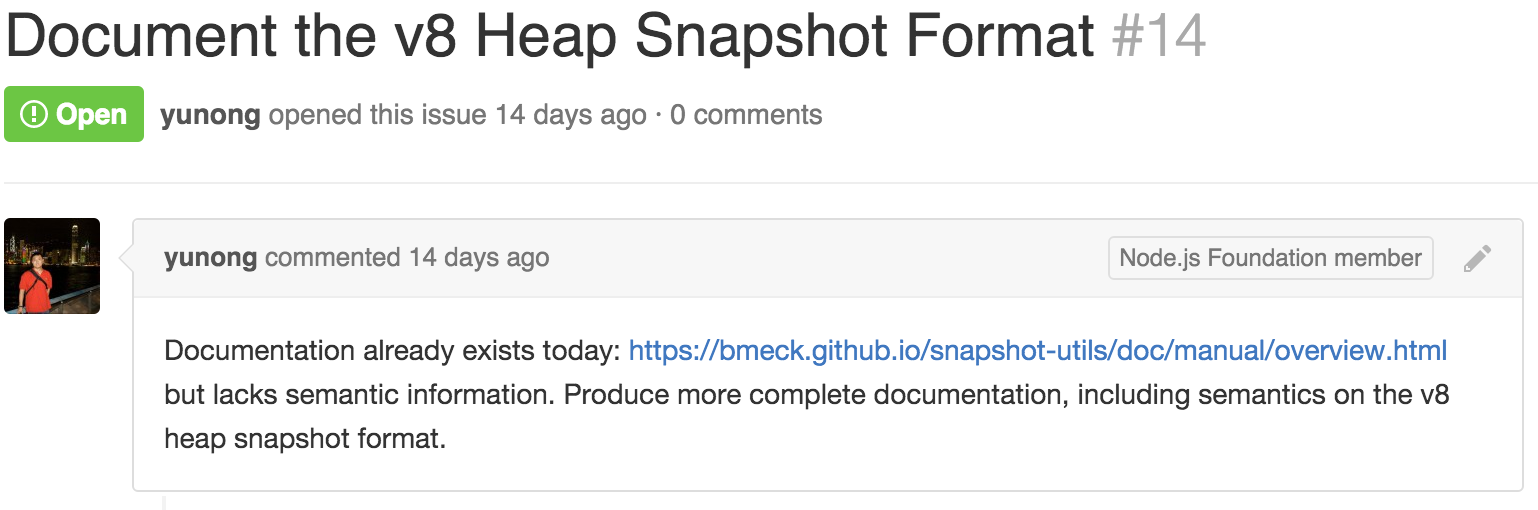 Document the v8 Heap Snapshot Format #14
Open yunong opened this issue 14 days ago · 0 comments
yunong commented 14 days ago Node.js Foundation member
Documentation already exists today: https://bmeck.github.io/snapshot-utils/doc/manual/overview.html
but lacks semantic information. Produce more complete documentation, including semantics on the v8
heap snapshot format.